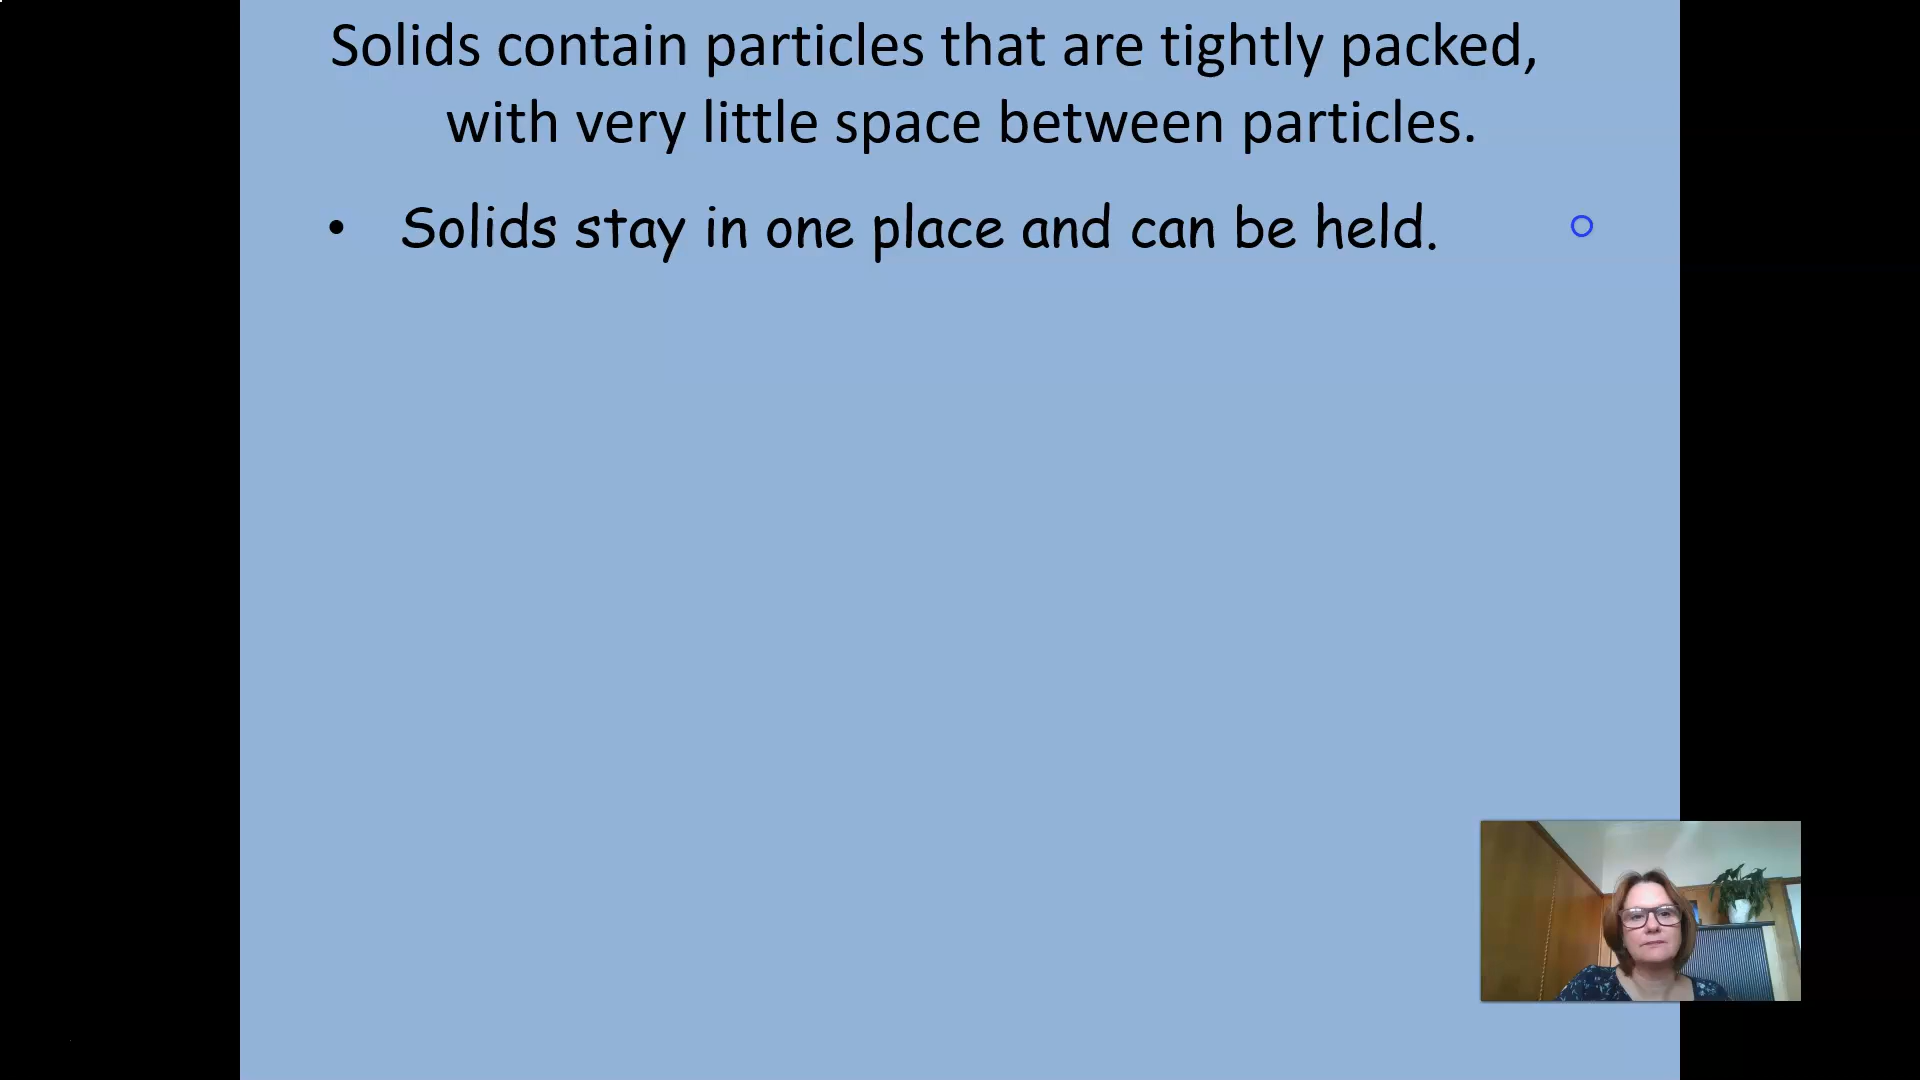 Solids contain particles that are tightly packed,
with very little space between particles.
• Solids stay in one place and can be held.